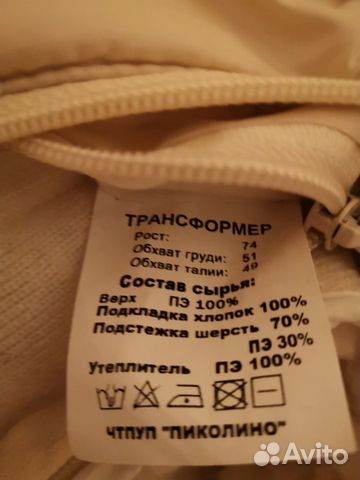 ТРАНСФОРМЕР
Рост: 74
Обхват груди: 51
Обхват талии: 49
Состав сырья:
Верх ПЭ 100%
Подкладка хлопок 100%
Подстежка шерсть 70%
ПЭ 30%
Утеплитель ПЭ 100%
ЧТПУП "ПИКОЛИНО"
Avito